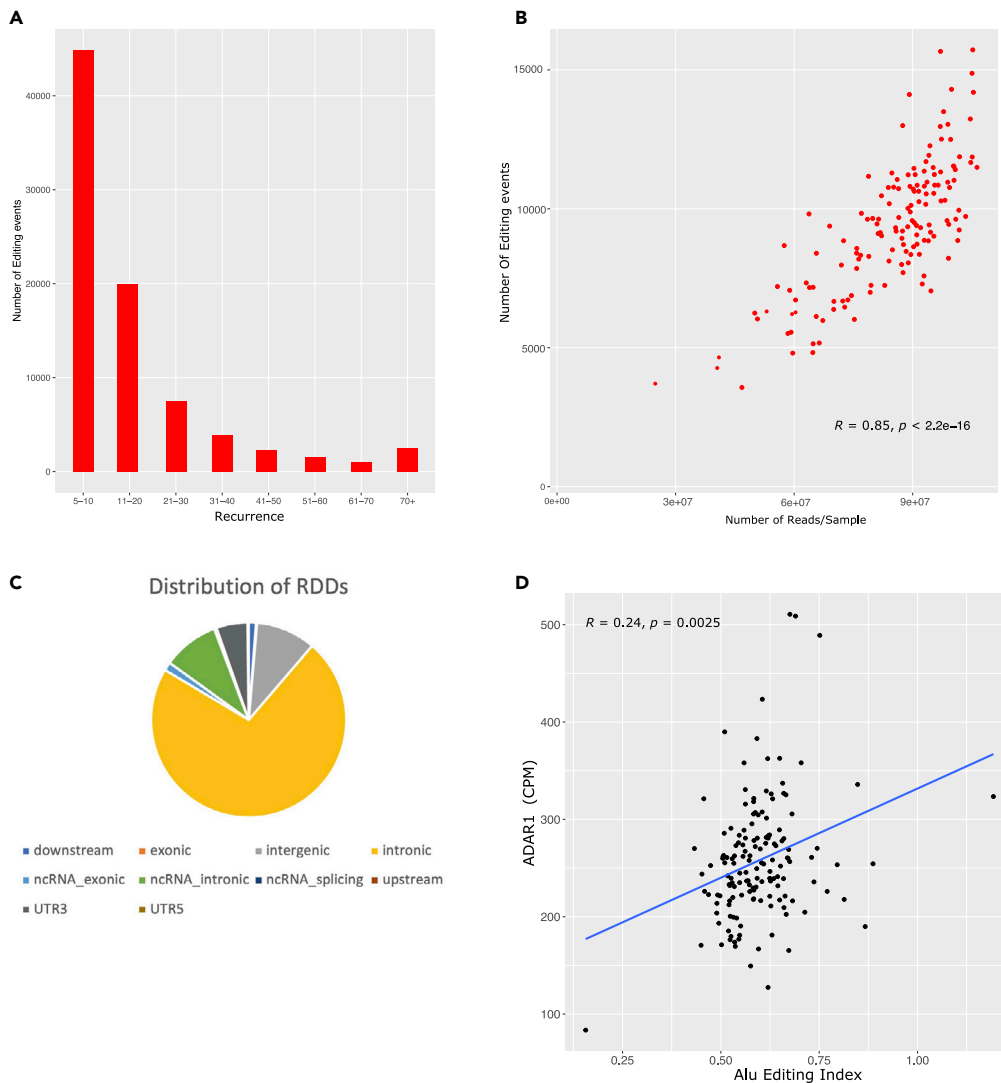 A
Number of Editing events
40000
30000
20000
10000
0
5−10
11−20
21−30
31−40
41−50
51−60
61−70
70+
Recurrence
B
Number Of Editing events
15000
10000
5000
0
R = 0.85, p < 2.2e−16
0e+00
3e+07
6e+07
9e+07
Number of Reads/Sample
C
Distribution of RDDs
downstream
exonic
intergenic
intronic
ncRNA_exonic
ncRNA_intronic
ncRNA_splicing
upstream
UTR3
UTR5
D
R = 0.24, p = 0.0025
ADAR1 (CPM)
500
400
300
200
100
0.25
0.50
0.75
1.00
Alu Editing Index